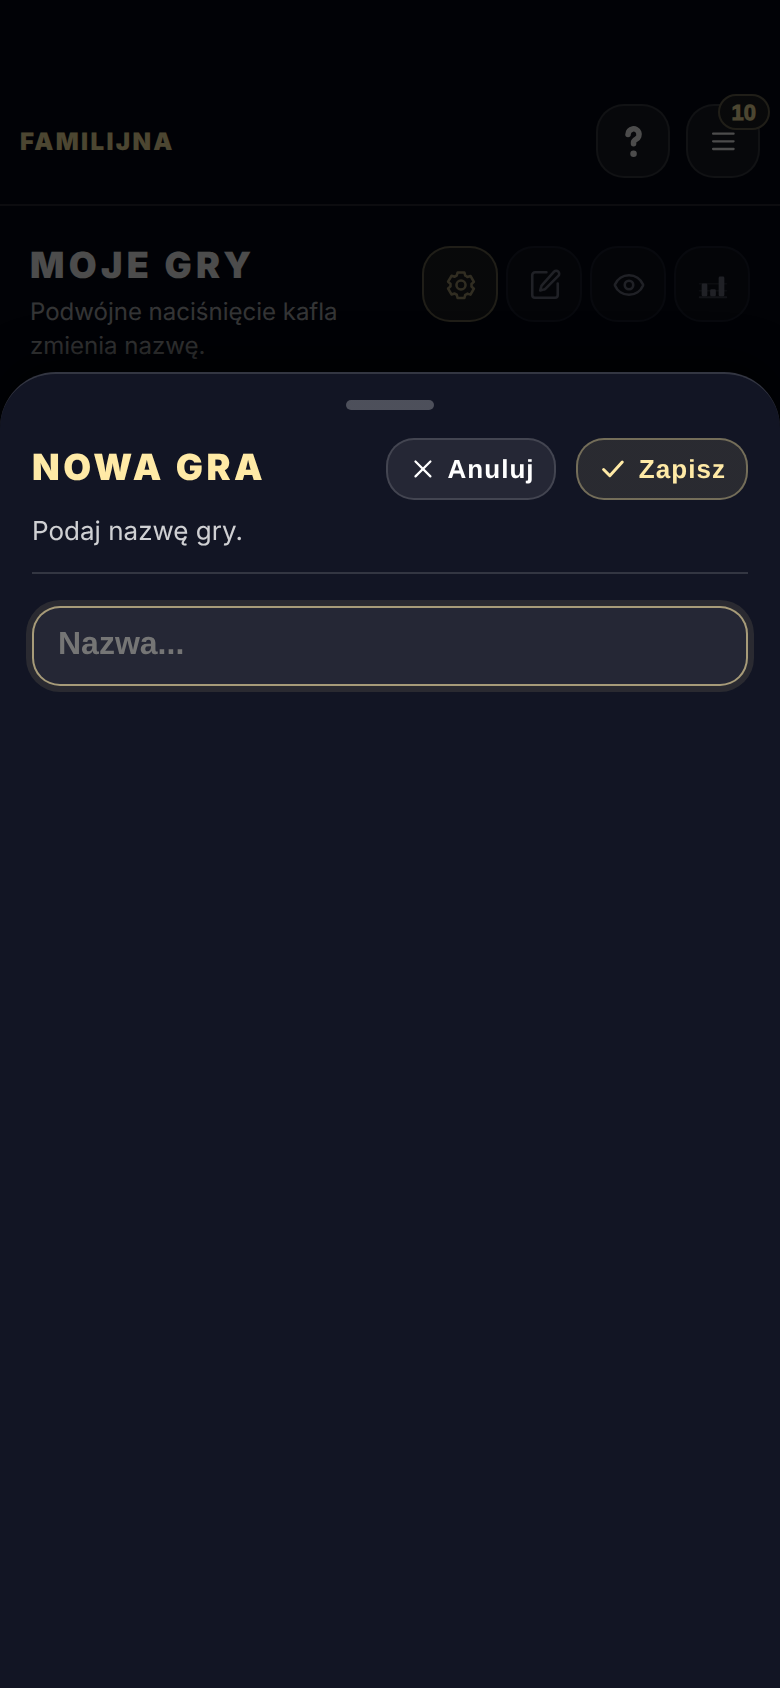 FAMILIJNA
?
10
MOJE GRY
Podwójne naciśnięcie kafla
zmienia nazwę.
NOWA GRA
Anuluj
Zapisz
Podaj nazwę gry.
Nazwa...